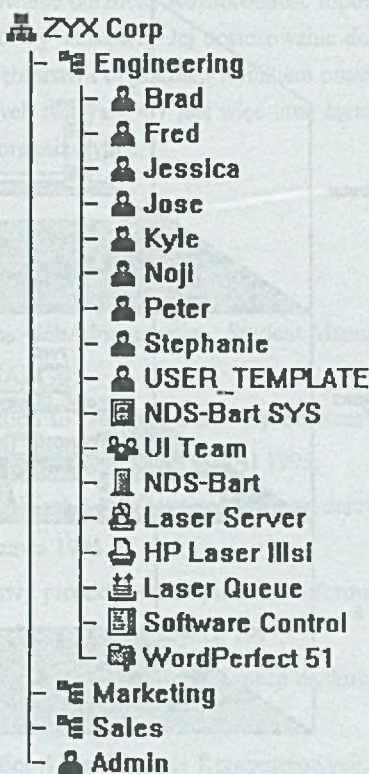 ZYX Corp
Engineering
Brad
Fred
Jessica
Jose
Kyle
Noji
Peter
Stephanie
USER_TEMPLATE
NDS-Bart SYS
UI Team
NDS-Bart
Laser Server
HP Laser IIIsi
Laser Queue
Software Control
WordPerfect 51
Marketing
Sales
Admin